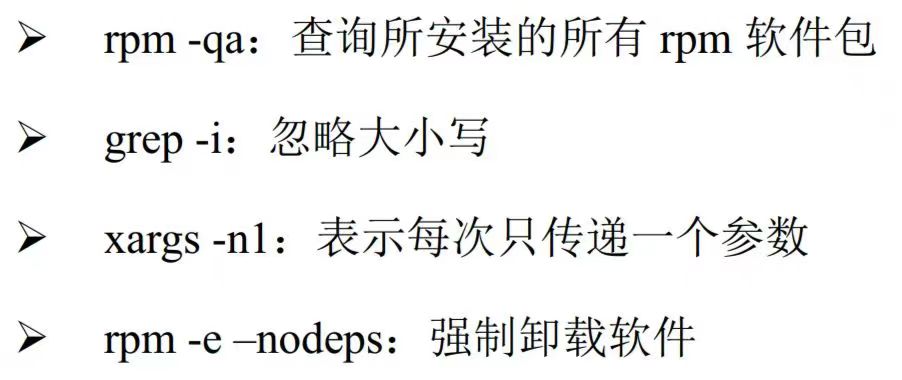 ➢ rpm -qa：查询所安装的所有 rpm 软件包
➢ grep -i：忽略大小写
➢ xargs -n1：表示每次只传递一个参数
➢ rpm -e –nodeps：强制卸载软件